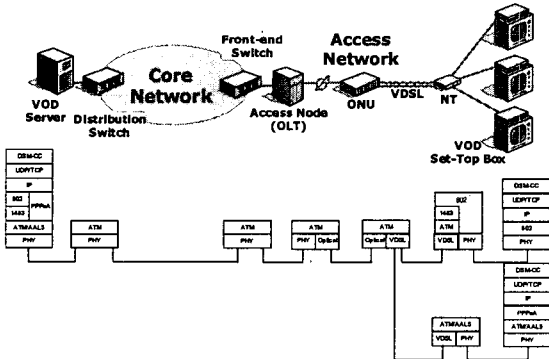 Front-end
Switch
Access
Network
Core
Network
VOD
Server
Distribution
Switch
Access Node
(OLT)
ONU
VDSL
NT
VOD
Set-Top Box
DSM-CC
UDP/TCP
IP
802
1483
PPPoA
ATM/AAL5
PHY
ATM
PHY
ATM
PHY
ATM
PHY
Optical
ATM
Optical
VDSL
802
1483
ATM
VDSL
PHY
DSM-CC
UDP/TCP
IP
802
PHY
DSM-CC
UDP/TCP
IP
PPPoA
ATM/AAL5
PHY
ATM/AAL5
VDSL
PHY